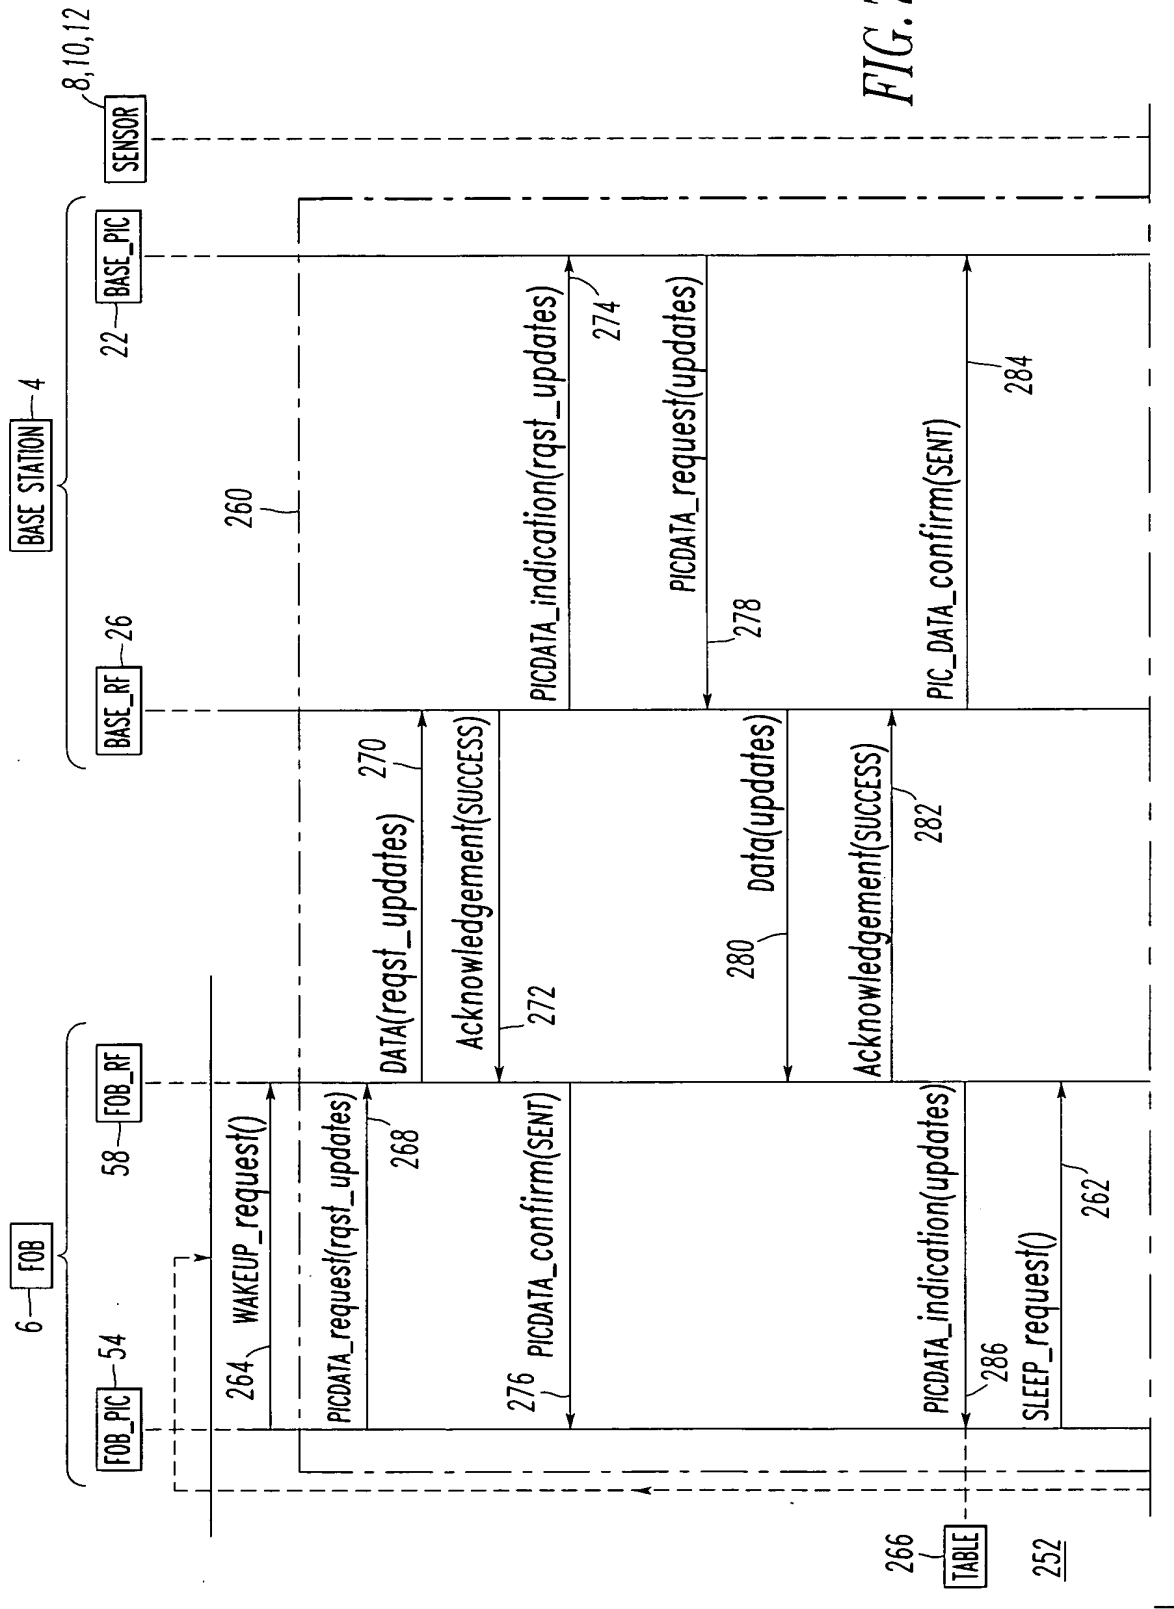 6 FOB
BASE STATION 4
FOB_PIC 54
58 FOB_RF
BASE_RF 26
22 BASE_PIC
SENSOR 8,10,12
264 WAKEUP_request()
260
PICDATA_request(rqst_updates)
268
DATA(reqst_updates)
270
Acknowledgement(SUCCESS)
272
PICDATA_indication(rqst_updates)
274
276 PICDATA_confirm(SENT)
PICDATA_request(updates)
278
Data(updates)
280
Acknowledgement(SUCCESS)
282
PIC_DATA_confirm(SENT)
284
PICDATA_indication(updates)
286
266 TABLE
SLEEP_request()
262
252
FIG.